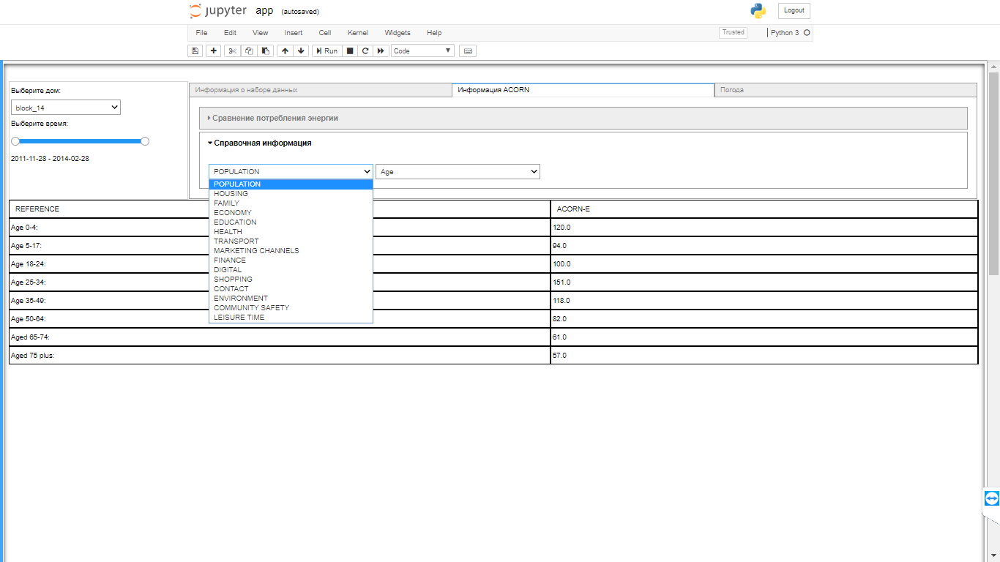 jupyter app (autosaved)
Logout
File Edit View Insert Cell Kernel Widgets Help
Trusted Python 3
Run Code
Выберите дом:
block_14
Выберите время:
2011-11-28 - 2014-02-28
Информация о наборе данных Информация ACORN Погода
Сравнение потребления энергии
Справочная информация
POPULATION Age
POPULATION
HOUSING
FAMILY
ECONOMY
EDUCATION
HEALTH
TRANSPORT
MARKETING CHANNELS
FINANCE
DIGITAL
SHOPPING
CONTACT
ENVIRONMENT
COMMUNITY SAFETY
LEISURE TIME
REFERENCE ACORN-E
Age 0-4: 120.0
Age 5-17: 94.0
Age 18-24: 100.0
Age 25-34: 151.0
Age 35-49: 118.0
Age 50-64: 82.0
Aged 65-74: 61.0
Aged 75 plus: 57.0